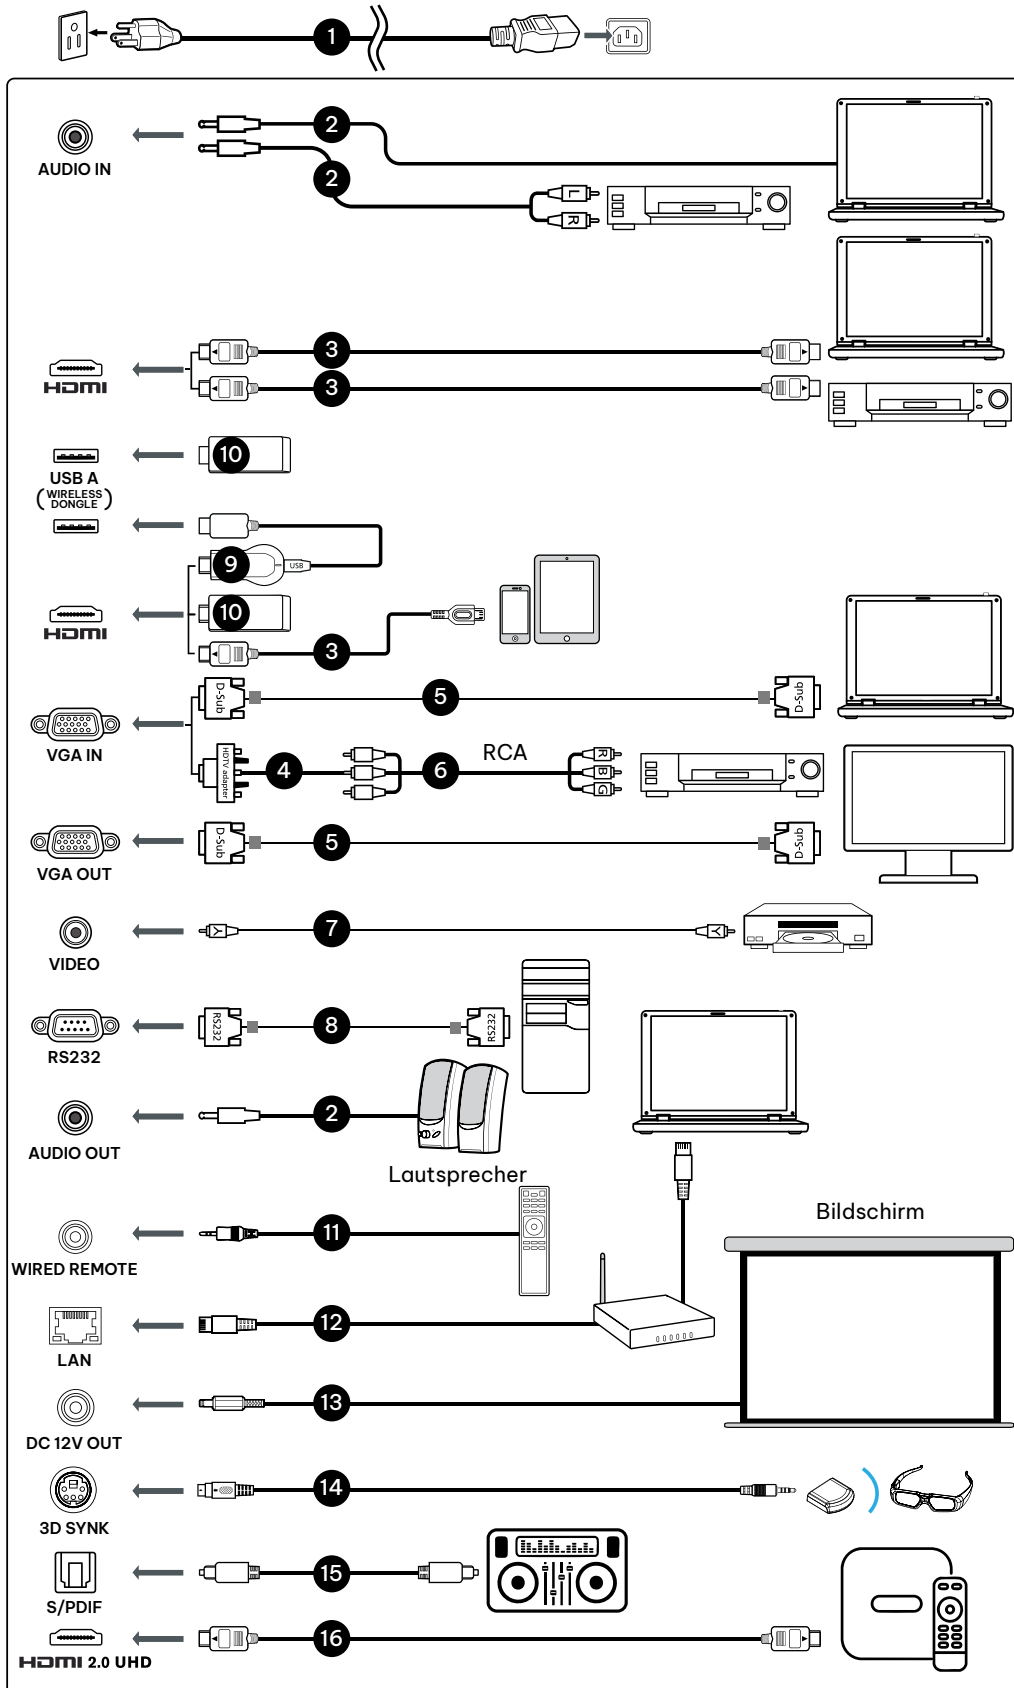 1
2
AUDIO IN
2
L
R
3
HDMI
3
10
USB A
(WIRELESS DONGLE)
9
USB
10
HDMI
3
D-Sub
5
D-Sub
VGA IN
HDTV adapter
4
6
RCA
R
B
G
D-Sub
5
D-Sub
VGA OUT
Y
7
Y
VIDEO
RS232
8
RS232
RS232
2
AUDIO OUT
Lautsprecher
11
Bildschirm
WIRED REMOTE
12
LAN
13
DC 12V OUT
14
3D SYNK
15
S/PDIF
16
HDMI 2.0 UHD